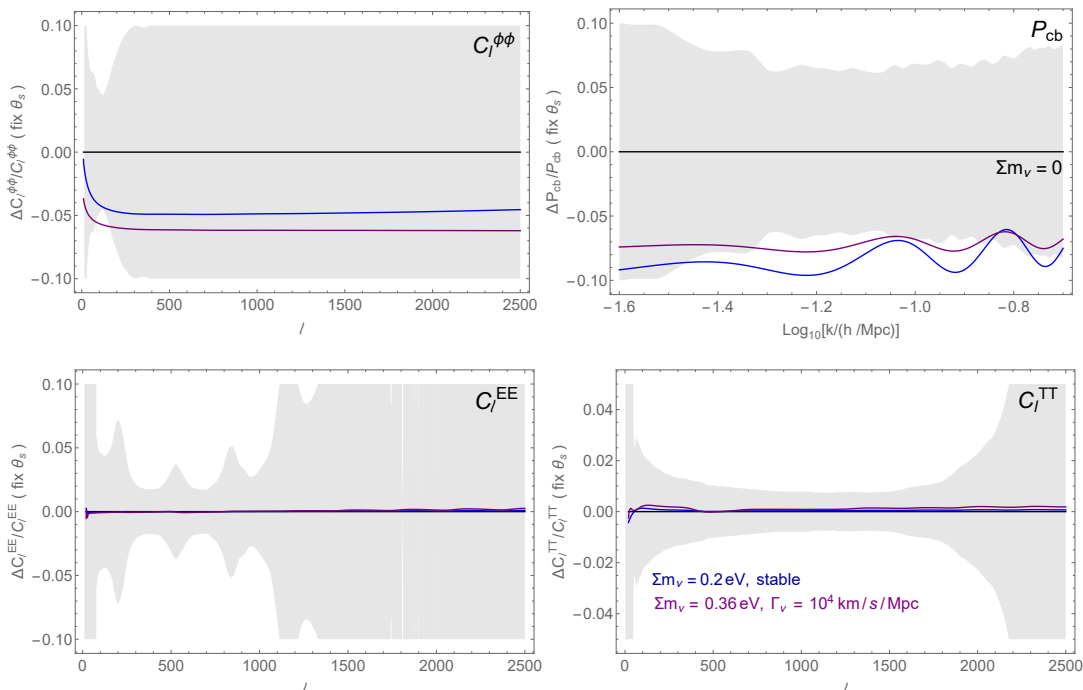 C_l^ϕϕ
ΔC_l^ϕϕ/C_l^ϕϕ ( fix θ_s )
0.10
0.05
0.00
−0.05
−0.10
0
500
1000
1500
2000
2500
l
P_cb
ΔP_cb/P_cb ( fix θ_s )
0.10
0.05
0.00
−0.05
−0.10
Σm_ν = 0
−1.6
−1.4
−1.2
−1.0
−0.8
Log_10[k/(h /Mpc)]
C_l^EE
ΔC_l^EE/C_l^EE ( fix θ_s )
0.10
0.05
0.00
−0.05
−0.10
0
500
1000
1500
2000
2500
l
C_l^TT
ΔC_l^TT/C_l^TT ( fix θ_s )
0.04
0.02
0.00
−0.02
−0.04
Σm_ν = 0.2 eV, stable
Σm_ν = 0.36 eV, Γ_ν = 10^4 km/s/Mpc
0
500
1000
1500
2000
2500
l